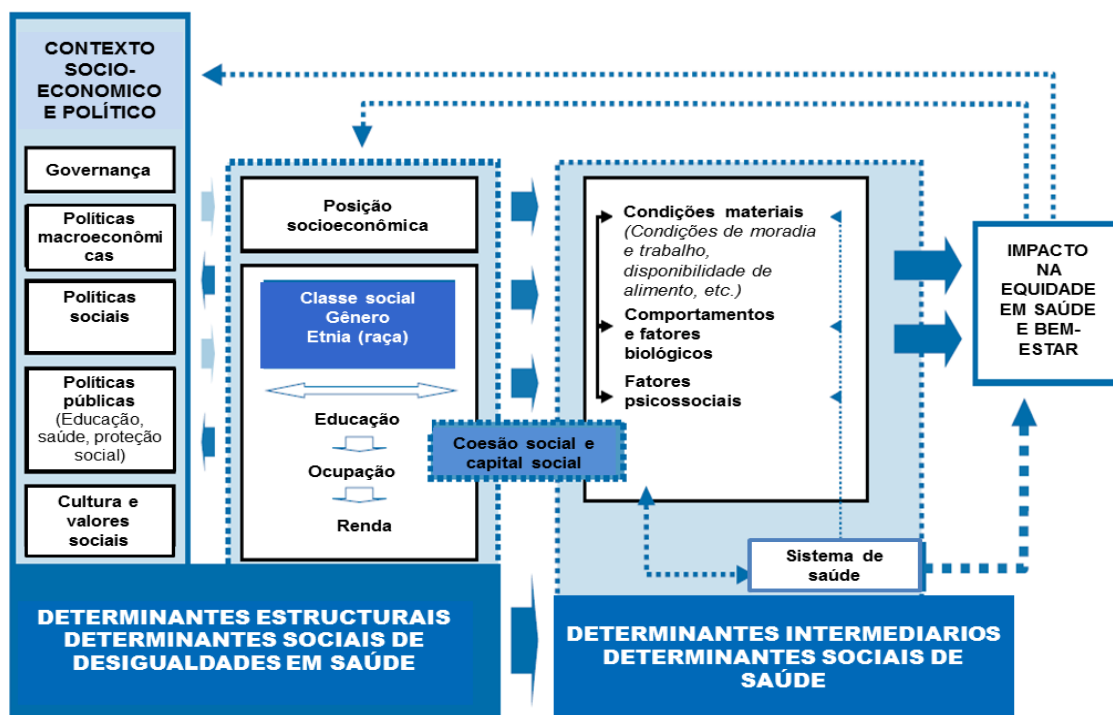 CONTEXTO
SOCIO-
ECONOMICO
E POLÍTICO
Governança
Políticas
macroeconômi
cas
Políticas
sociais
Políticas
públicas
(Educação,
saúde, proteção
social)
Cultura e
valores
sociais
Posição
socioeconômica
Classe social
Gênero
Etnia (raça)
Educação
Ocupação
Renda
Coesão social e
capital social
Condições materiais
(Condições de moradia
e trabalho,
disponibilidade de
alimento, etc.)
Comportamentos
e fatores
biológicos
Fatores
psicossociais
Sistema de
saúde
IMPACTO
NA
EQUIDADE
EM SAÚDE
E BEM-
ESTAR
DETERMINANTES ESTRUCTURAIS
DETERMINANTES SOCIAIS DE
DESIGUALDADES EM SAÚDE
DETERMINANTES INTERMEDIARIOS
DETERMINANTES SOCIAIS DE
SAÚDE